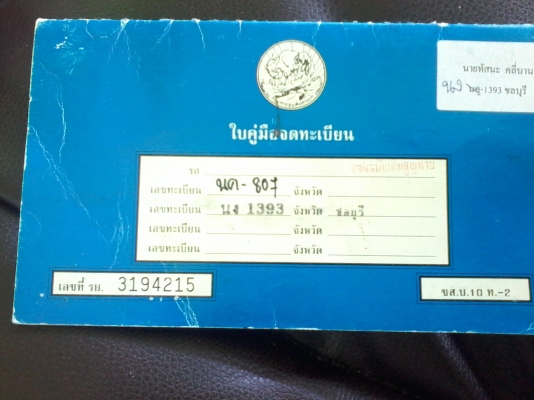 นายทัสนะ คลี่บาน
-1393 ชลบุรี
ใบคู่มือจดทะเบียน
รถ
เลขทะเบียน นค-807 จังหวัด
เลขทะเบียน นง 1393 จังหวัด ชลบุรี
เลขทะเบียน จังหวัด
เลขทะเบียน จังหวัด
เลขที่ รย. 3194215
ขส.บ.10 ท.-2